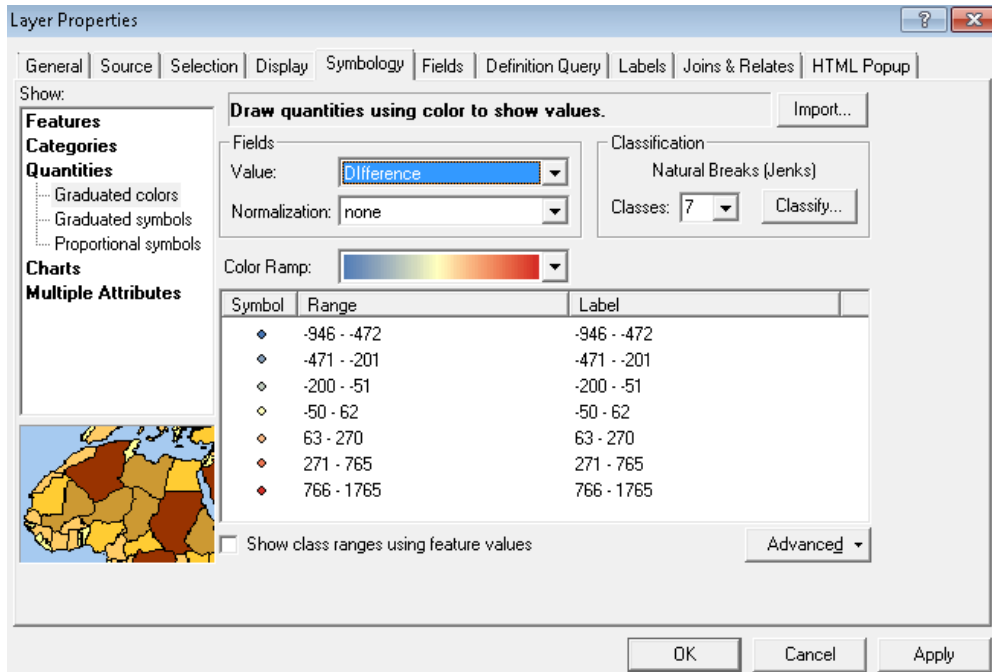 Layer Properties
General Source Selection Display Symbology Fields Definition Query Labels Joins & Relates HTML Popup
Show:
Features
Categories
Quantities
Graduated colors
Graduated symbols
Proportional symbols
Charts
Multiple Attributes
Draw quantities using color to show values.
Import...
Fields
Value: DIfference
Normalization: none
Classification
Natural Breaks (Jenks)
Classes: 7 Classify...
Color Ramp:
Symbol Range Label
-946 - -472 -946 - -472
-471 - -201 -471 - -201
-200 - -51 -200 - -51
-50 - 62 -50 - 62
63 - 270 63 - 270
271 - 765 271 - 765
766 - 1765 766 - 1765
Show class ranges using feature values
Advanced
OK Cancel Apply